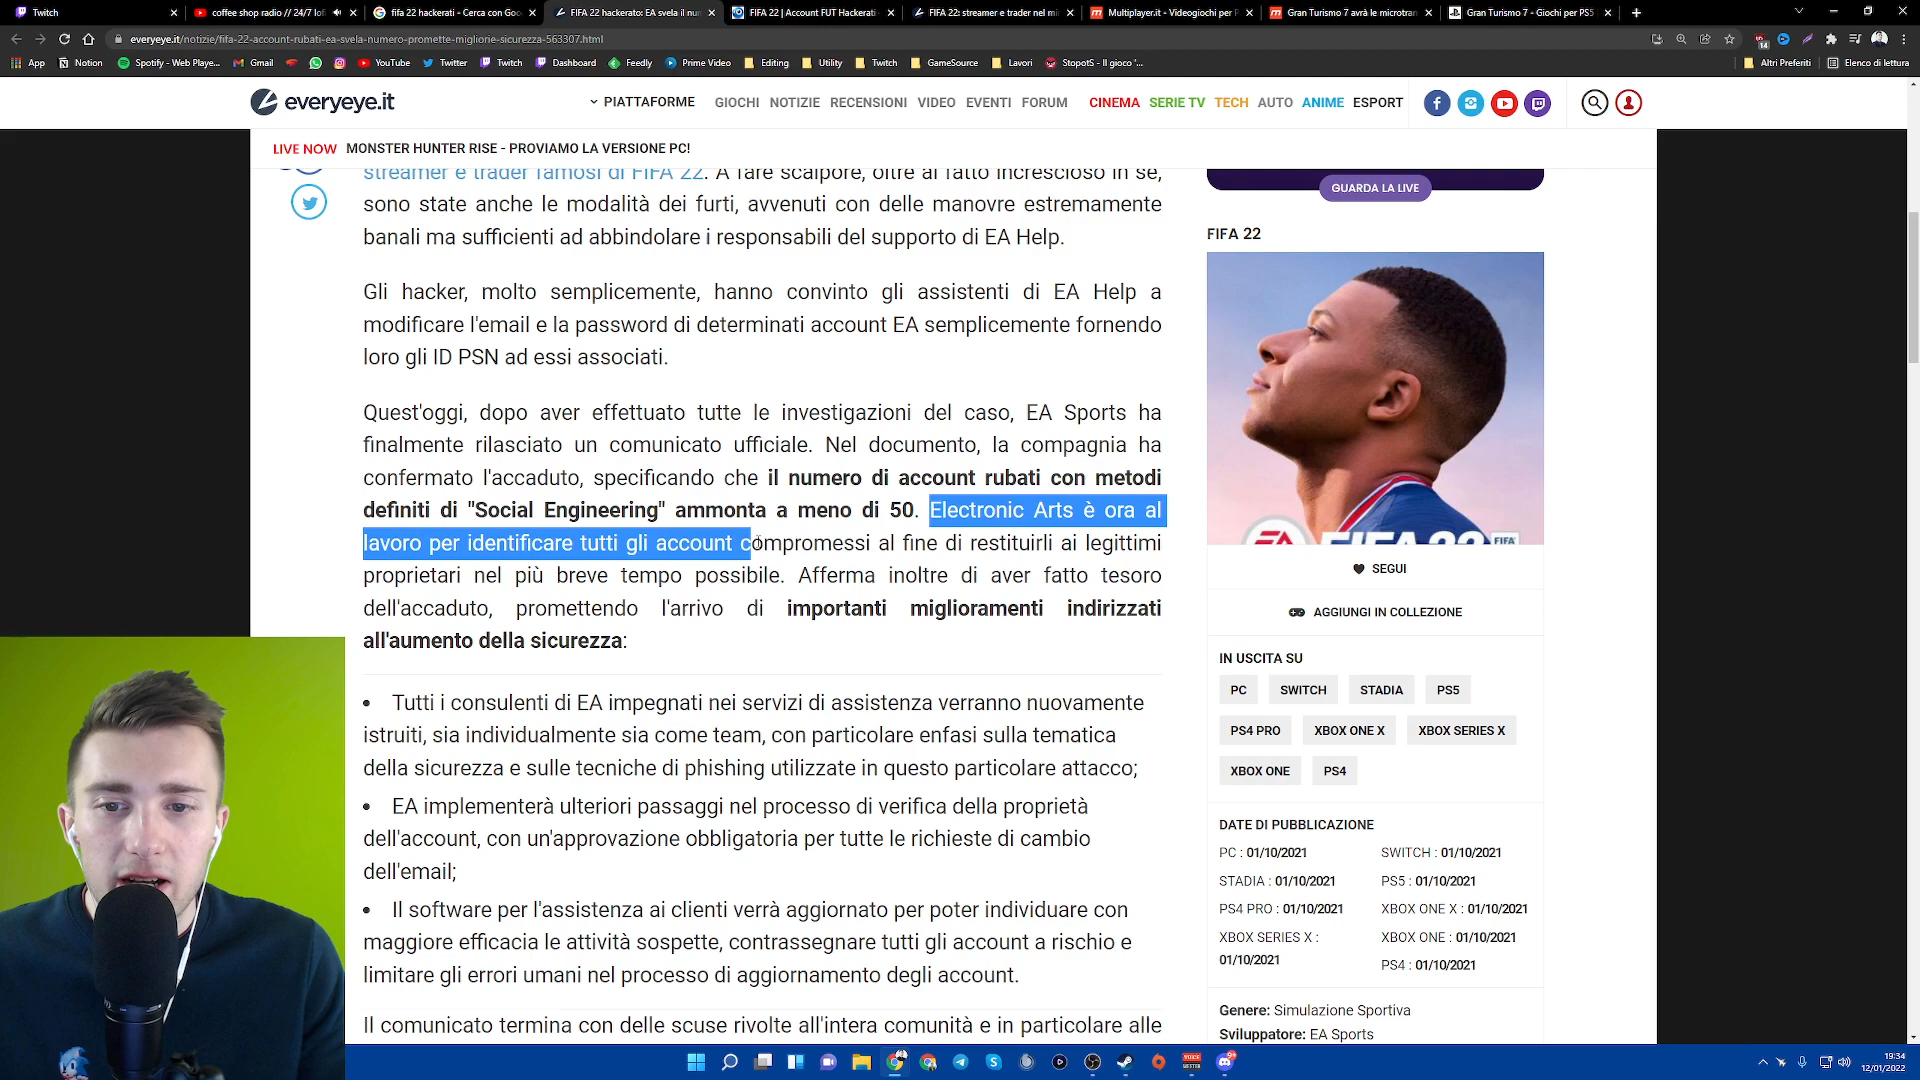 Twitch
coffee shop radio // 24/7 lofi
fifa 22 hackerati - Cerca con Goo
FIFA 22 hackerato: EA svela il num
FIFA 22 | Account FUT Hackerati -
FIFA 22: streamer e trader nel mi
Multiplayer.it - Videogiochi per P
Gran Turismo 7 avrà le microtran
Gran Turismo 7 - Giochi per PS5
everyeye.it/notizie/fifa-22-account-rubati-ea-svela-numero-promette-migliorie-sicurezza-563307.html
App
Notion
Spotify - Web Playe...
Gmail
YouTube
Twitter
Twitch
Dashboard
Feedly
Prime Video
Editing
Utility
Twitch
GameSource
Lavori
StopotS - Il gioco '...
Altri Preferiti
Elenco di lettura
everyeye.it
PIATTAFORME
GIOCHI
NOTIZIE
RECENSIONI
VIDEO
EVENTI
FORUM
CINEMA
SERIE TV
TECH
AUTO
ANIME
ESPORT
LIVE NOW MONSTER HUNTER RISE - PROVIAMO LA VERSIONE PC!
streamer e trader famosi di FIFA 22. A fare scalpore, oltre al fatto increscioso in sé,
sono state anche le modalità dei furti, avvenuti con delle manovre estremamente
banali ma sufficienti ad abbindolare i responsabili del supporto di EA Help.
Gli hacker, molto semplicemente, hanno convinto gli assistenti di EA Help a
modificare l'email e la password di determinati account EA semplicemente fornendo
loro gli ID PSN ad essi associati.
Quest'oggi, dopo aver effettuato tutte le investigazioni del caso, EA Sports ha
finalmente rilasciato un comunicato ufficiale. Nel documento, la compagnia ha
confermato l'accaduto, specificando che il numero di account rubati con metodi
definiti di "Social Engineering" ammonta a meno di 50. Electronic Arts è ora al
lavoro per identificare tutti gli account compromessi al fine di restituirli ai legittimi
proprietari nel più breve tempo possibile. Afferma inoltre di aver fatto tesoro
dell'accaduto, promettendo l'arrivo di importanti miglioramenti indirizzati
all'aumento della sicurezza:
• Tutti i consulenti di EA impegnati nei servizi di assistenza verranno nuovamente
istruiti, sia individualmente sia come team, con particolare enfasi sulla tematica
della sicurezza e sulle tecniche di phishing utilizzate in questo particolare attacco;
• EA implementerà ulteriori passaggi nel processo di verifica della proprietà
dell'account, con un'approvazione obbligatoria per tutte le richieste di cambio
dell'email;
• Il software per l'assistenza ai clienti verrà aggiornato per poter individuare con
maggiore efficacia le attività sospette, contrassegnare tutti gli account a rischio e
limitare gli errori umani nel processo di aggiornamento degli account.
Il comunicato termina con delle scuse rivolte all'intera comunità e in particolare alle
GUARDA LA LIVE
FIFA 22
EA FIFA 22 FIFA
SEGUI
AGGIUNGI IN COLLEZIONE
IN USCITA SU
PC SWITCH STADIA PS5
PS4 PRO XBOX ONE X XBOX SERIES X
XBOX ONE PS4
DATE DI PUBBLICAZIONE
PC : 01/10/2021 SWITCH : 01/10/2021
STADIA : 01/10/2021 PS5 : 01/10/2021
PS4 PRO : 01/10/2021 XBOX ONE X : 01/10/2021
XBOX SERIES X : XBOX ONE : 01/10/2021
01/10/2021 PS4 : 01/10/2021
Genere: Simulazione Sportiva
Sviluppatore: EA Sports
19:34
12/01/2022